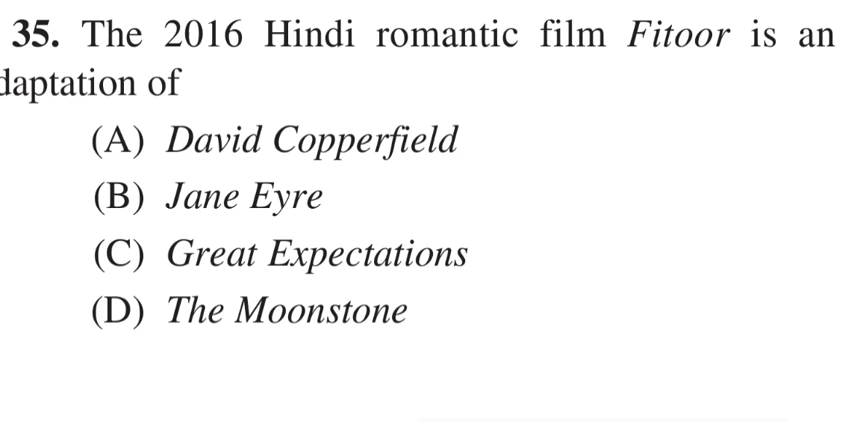 35. The 2016 Hindi romantic film Fitoor is an
daptation of
(A) David Copperfield
(B) Jane Eyre
(C) Great Expectations
(D) The Moonstone